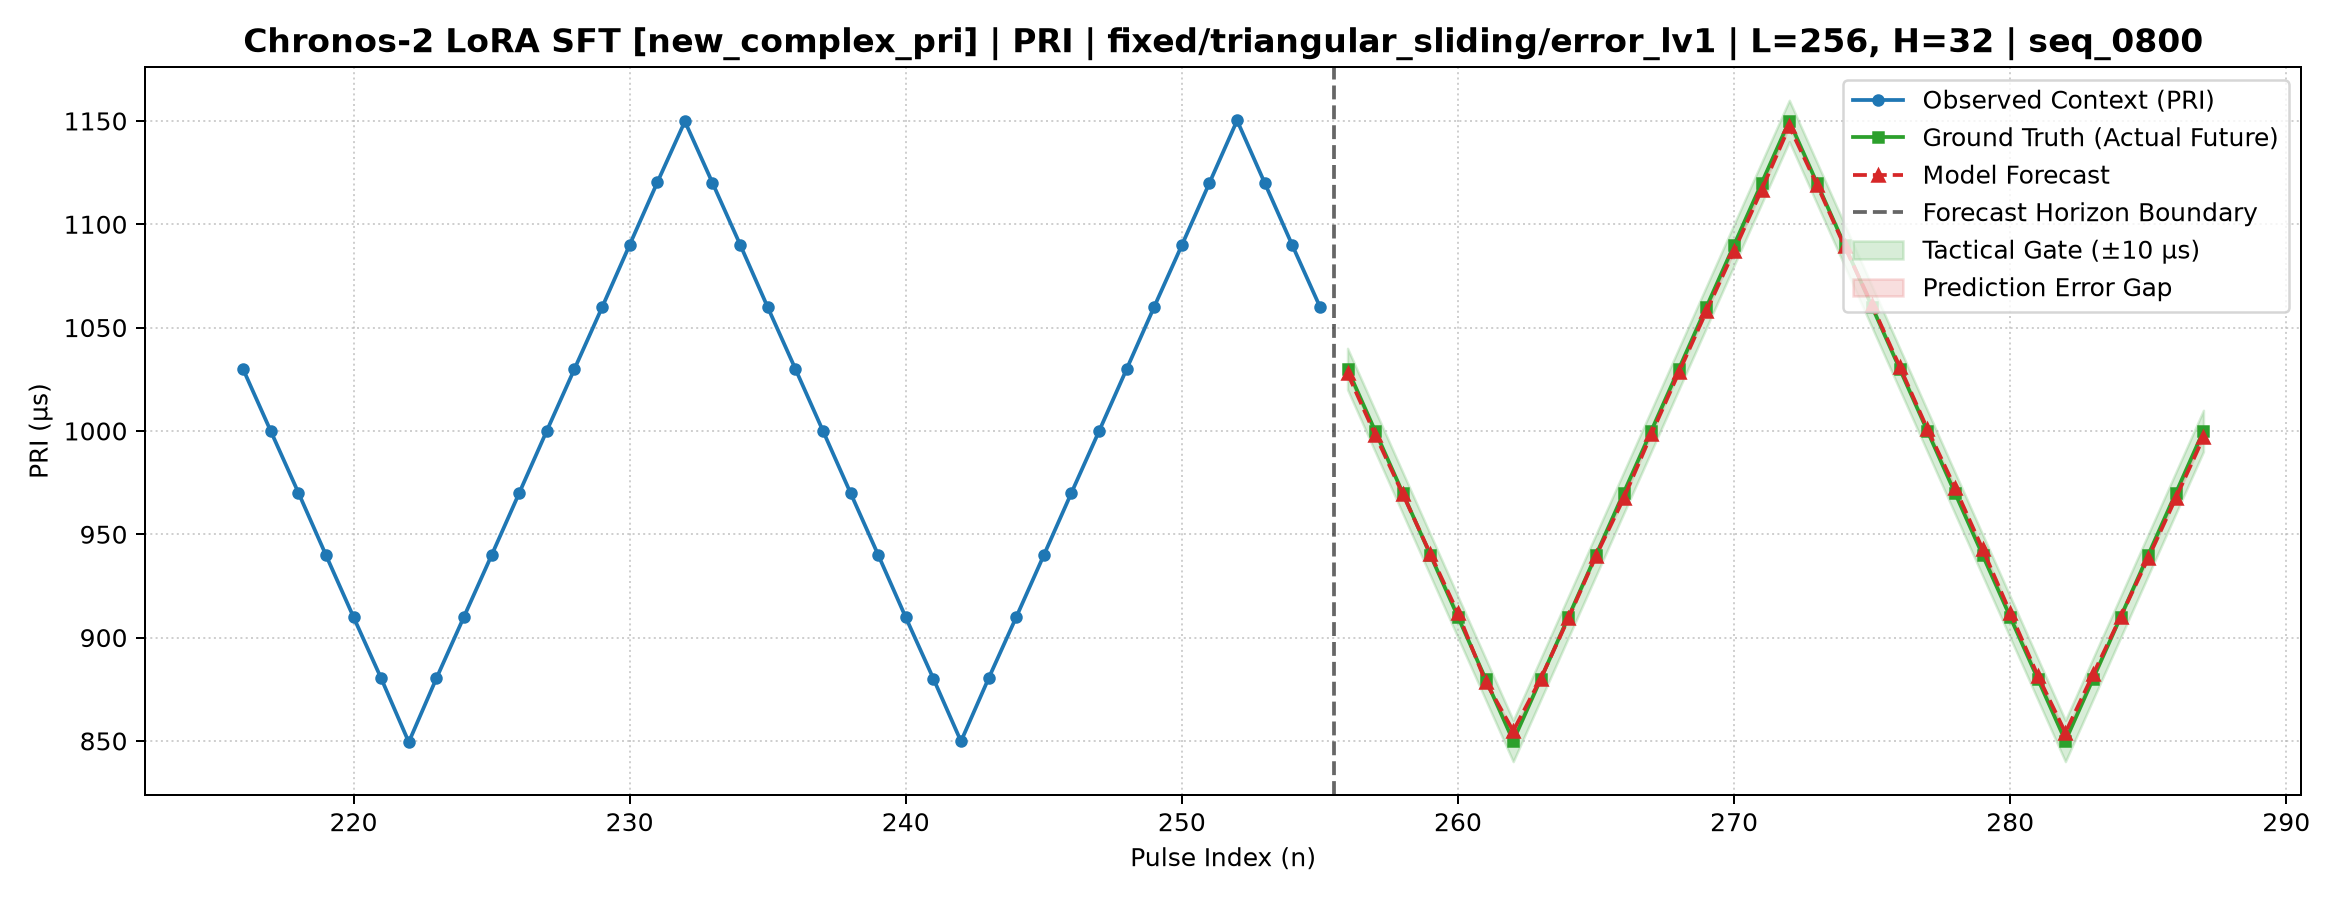 Chronos-2 LoRA SFT [new_complex_pri] | PRI | fixed/triangular_sliding/error_lv1 | L=256, H=32 | seq_0800
Observed Context (PRI)
Ground Truth (Actual Future)
Model Forecast
Forecast Horizon Boundary
Tactical Gate (±10 µs)
Prediction Error Gap
PRI (µs)
1150
1100
1050
1000
950
900
850
220 230 240 250 260 270 280 290
Pulse Index (n)